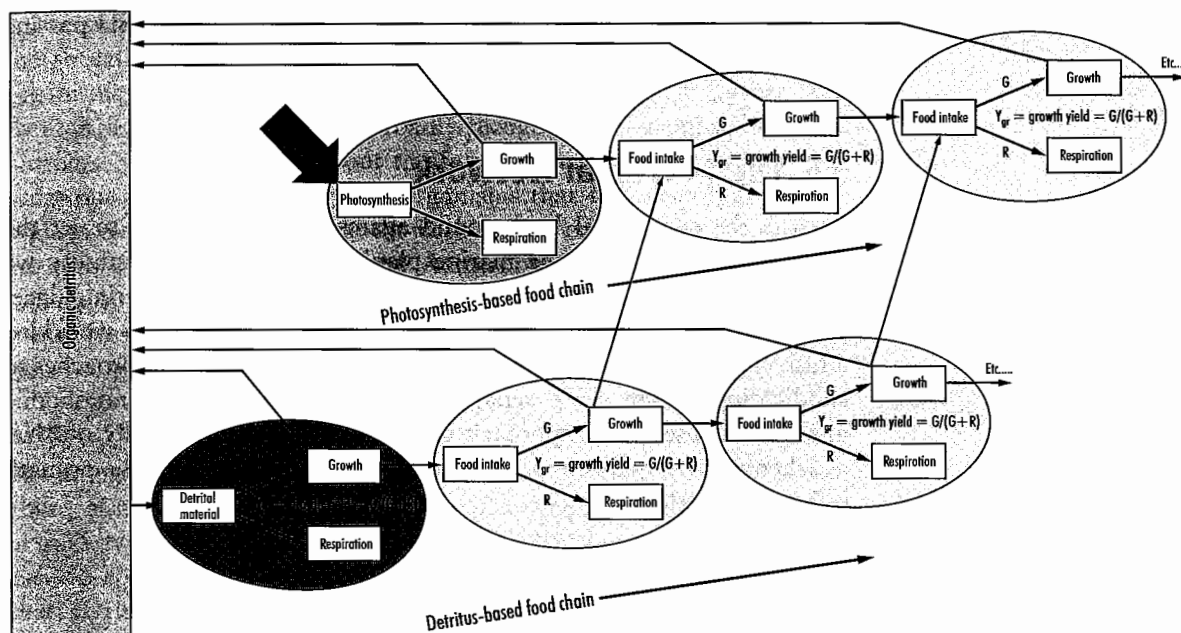 Organic detritus
Photosynthesis
Growth
Respiration
Food intake
G
Growth
Y_gr = growth yield = G/(G+R)
R
Respiration
Food intake
G
Growth
Etc....
Y_gr = growth yield = G/(G+R)
R
Respiration
Photosynthesis-based food chain
Detrital
material
Growth
Respiration
Food intake
G
Growth
Y_gr = growth yield = G/(G+R)
R
Respiration
Food intake
G
Growth
Etc.....
Y_gr = growth yield = G/(G+R)
R
Respiration
Detritus-based food chain